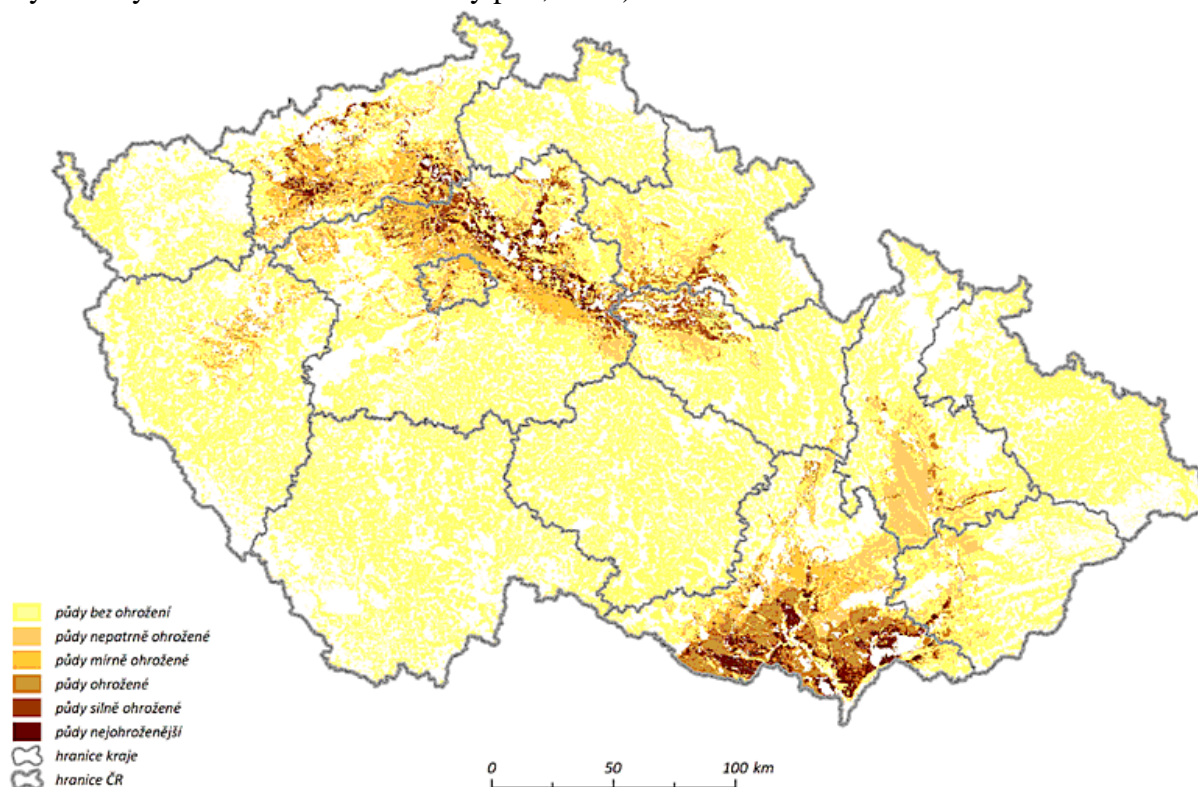 půdy bez ohrožení
půdy nepatrně ohrožené
půdy mírně ohrožené
půdy ohrožené
půdy silně ohrožené
půdy nejohroženější
hranice kraje
hranice ČR
0 50 100 km